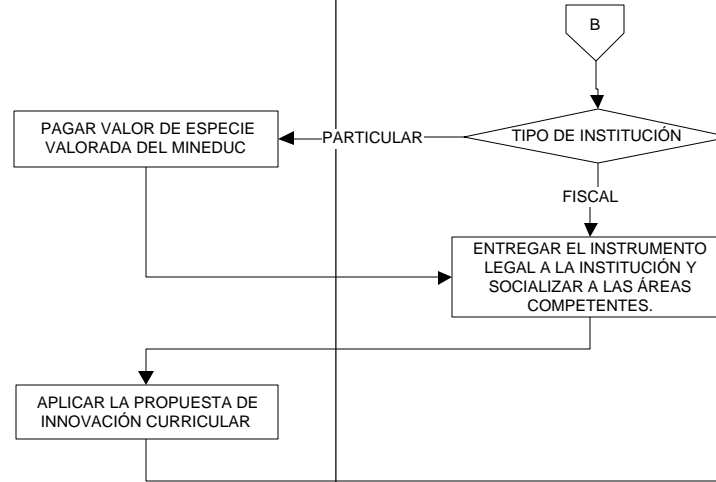 B
TIPO DE INSTITUCIÓN
PARTICULAR
PAGAR VALOR DE ESPECIE
VALORADA DEL MINEDUC
FISCAL
ENTREGAR EL INSTRUMENTO
LEGAL A LA INSTITUCIÓN Y
SOCIALIZAR A LAS ÁREAS
COMPETENTES.
APLICAR LA PROPUESTA DE
INNOVACIÓN CURRICULAR